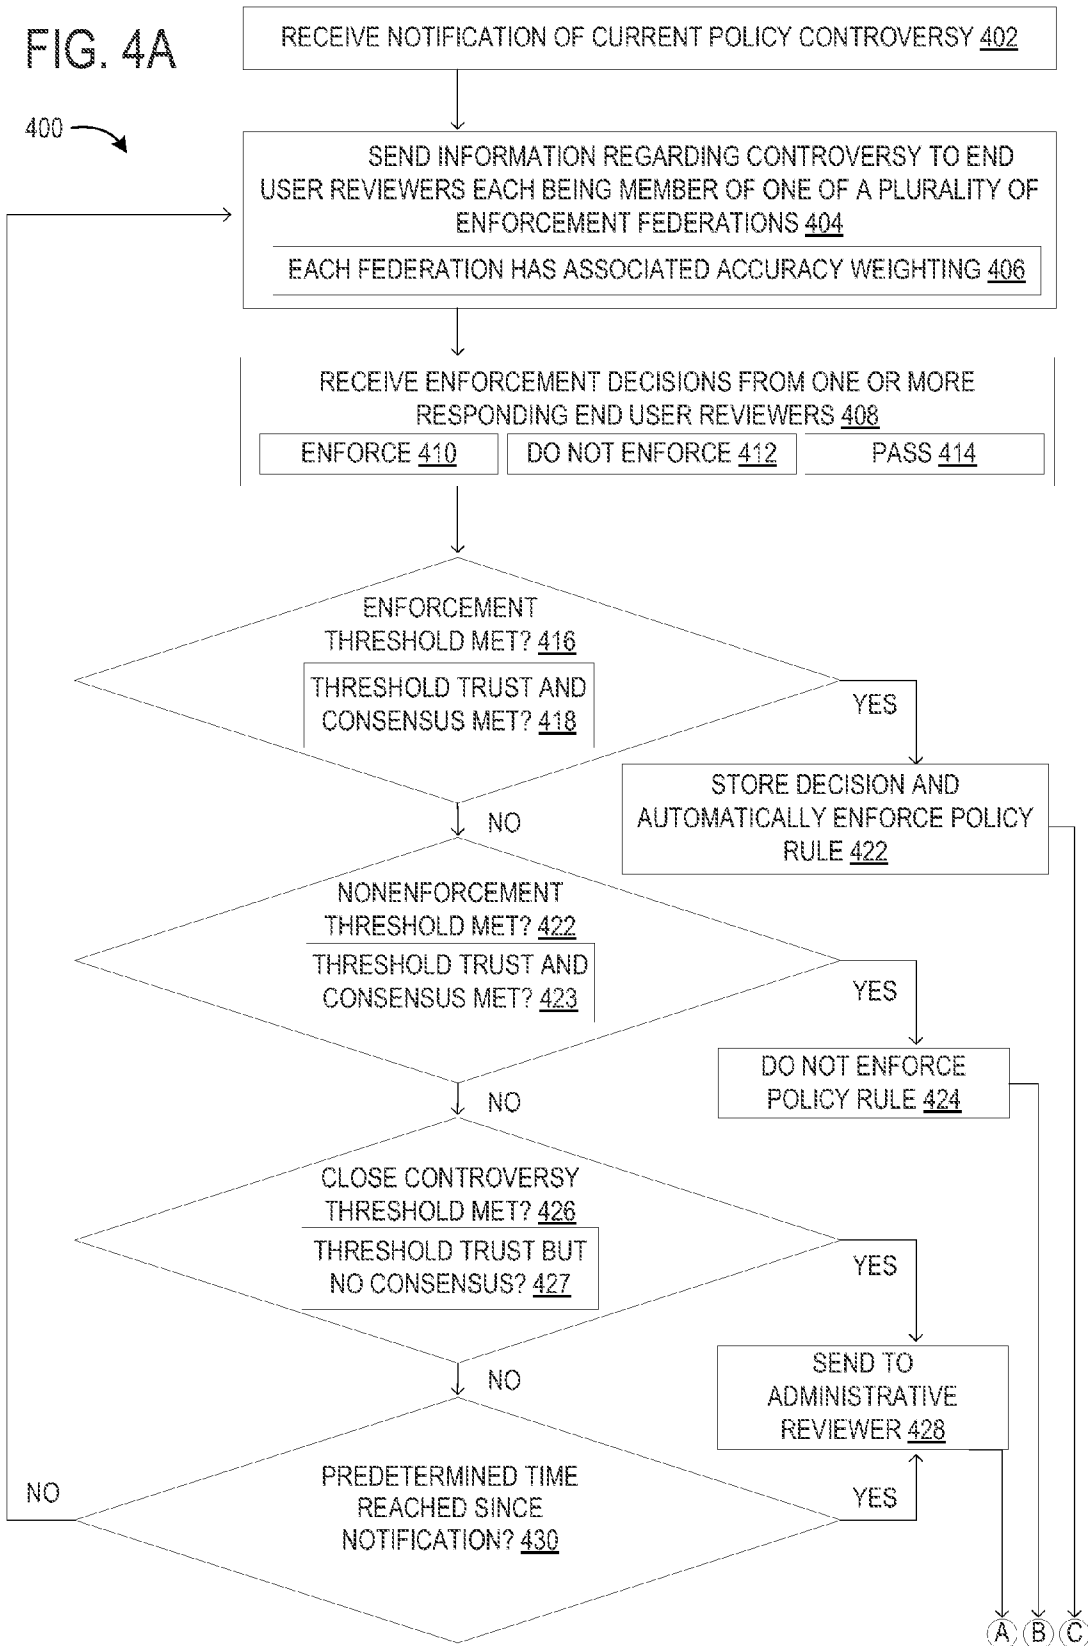 FIG. 4A
400
RECEIVE NOTIFICATION OF CURRENT POLICY CONTROVERSY 402
SEND INFORMATION REGARDING CONTROVERSY TO END
USER REVIEWERS EACH BEING MEMBER OF ONE OF A PLURALITY OF
ENFORCEMENT FEDERATIONS 404
EACH FEDERATION HAS ASSOCIATED ACCURACY WEIGHTING 406
RECEIVE ENFORCEMENT DECISIONS FROM ONE OR MORE
RESPONDING END USER REVIEWERS 408
ENFORCE 410
DO NOT ENFORCE 412
PASS 414
ENFORCEMENT
THRESHOLD MET? 416
THRESHOLD TRUST AND
CONSENSUS MET? 418
YES
STORE DECISION AND
AUTOMATICALLY ENFORCE POLICY
RULE 422
NO
NONENFORCEMENT
THRESHOLD MET? 422
THRESHOLD TRUST AND
CONSENSUS MET? 423
YES
DO NOT ENFORCE
POLICY RULE 424
NO
CLOSE CONTROVERSY
THRESHOLD MET? 426
THRESHOLD TRUST BUT
NO CONSENSUS? 427
YES
SEND TO
ADMINISTRATIVE
REVIEWER 428
NO
PREDETERMINED TIME
REACHED SINCE
NOTIFICATION? 430
NO
YES
A
B
C